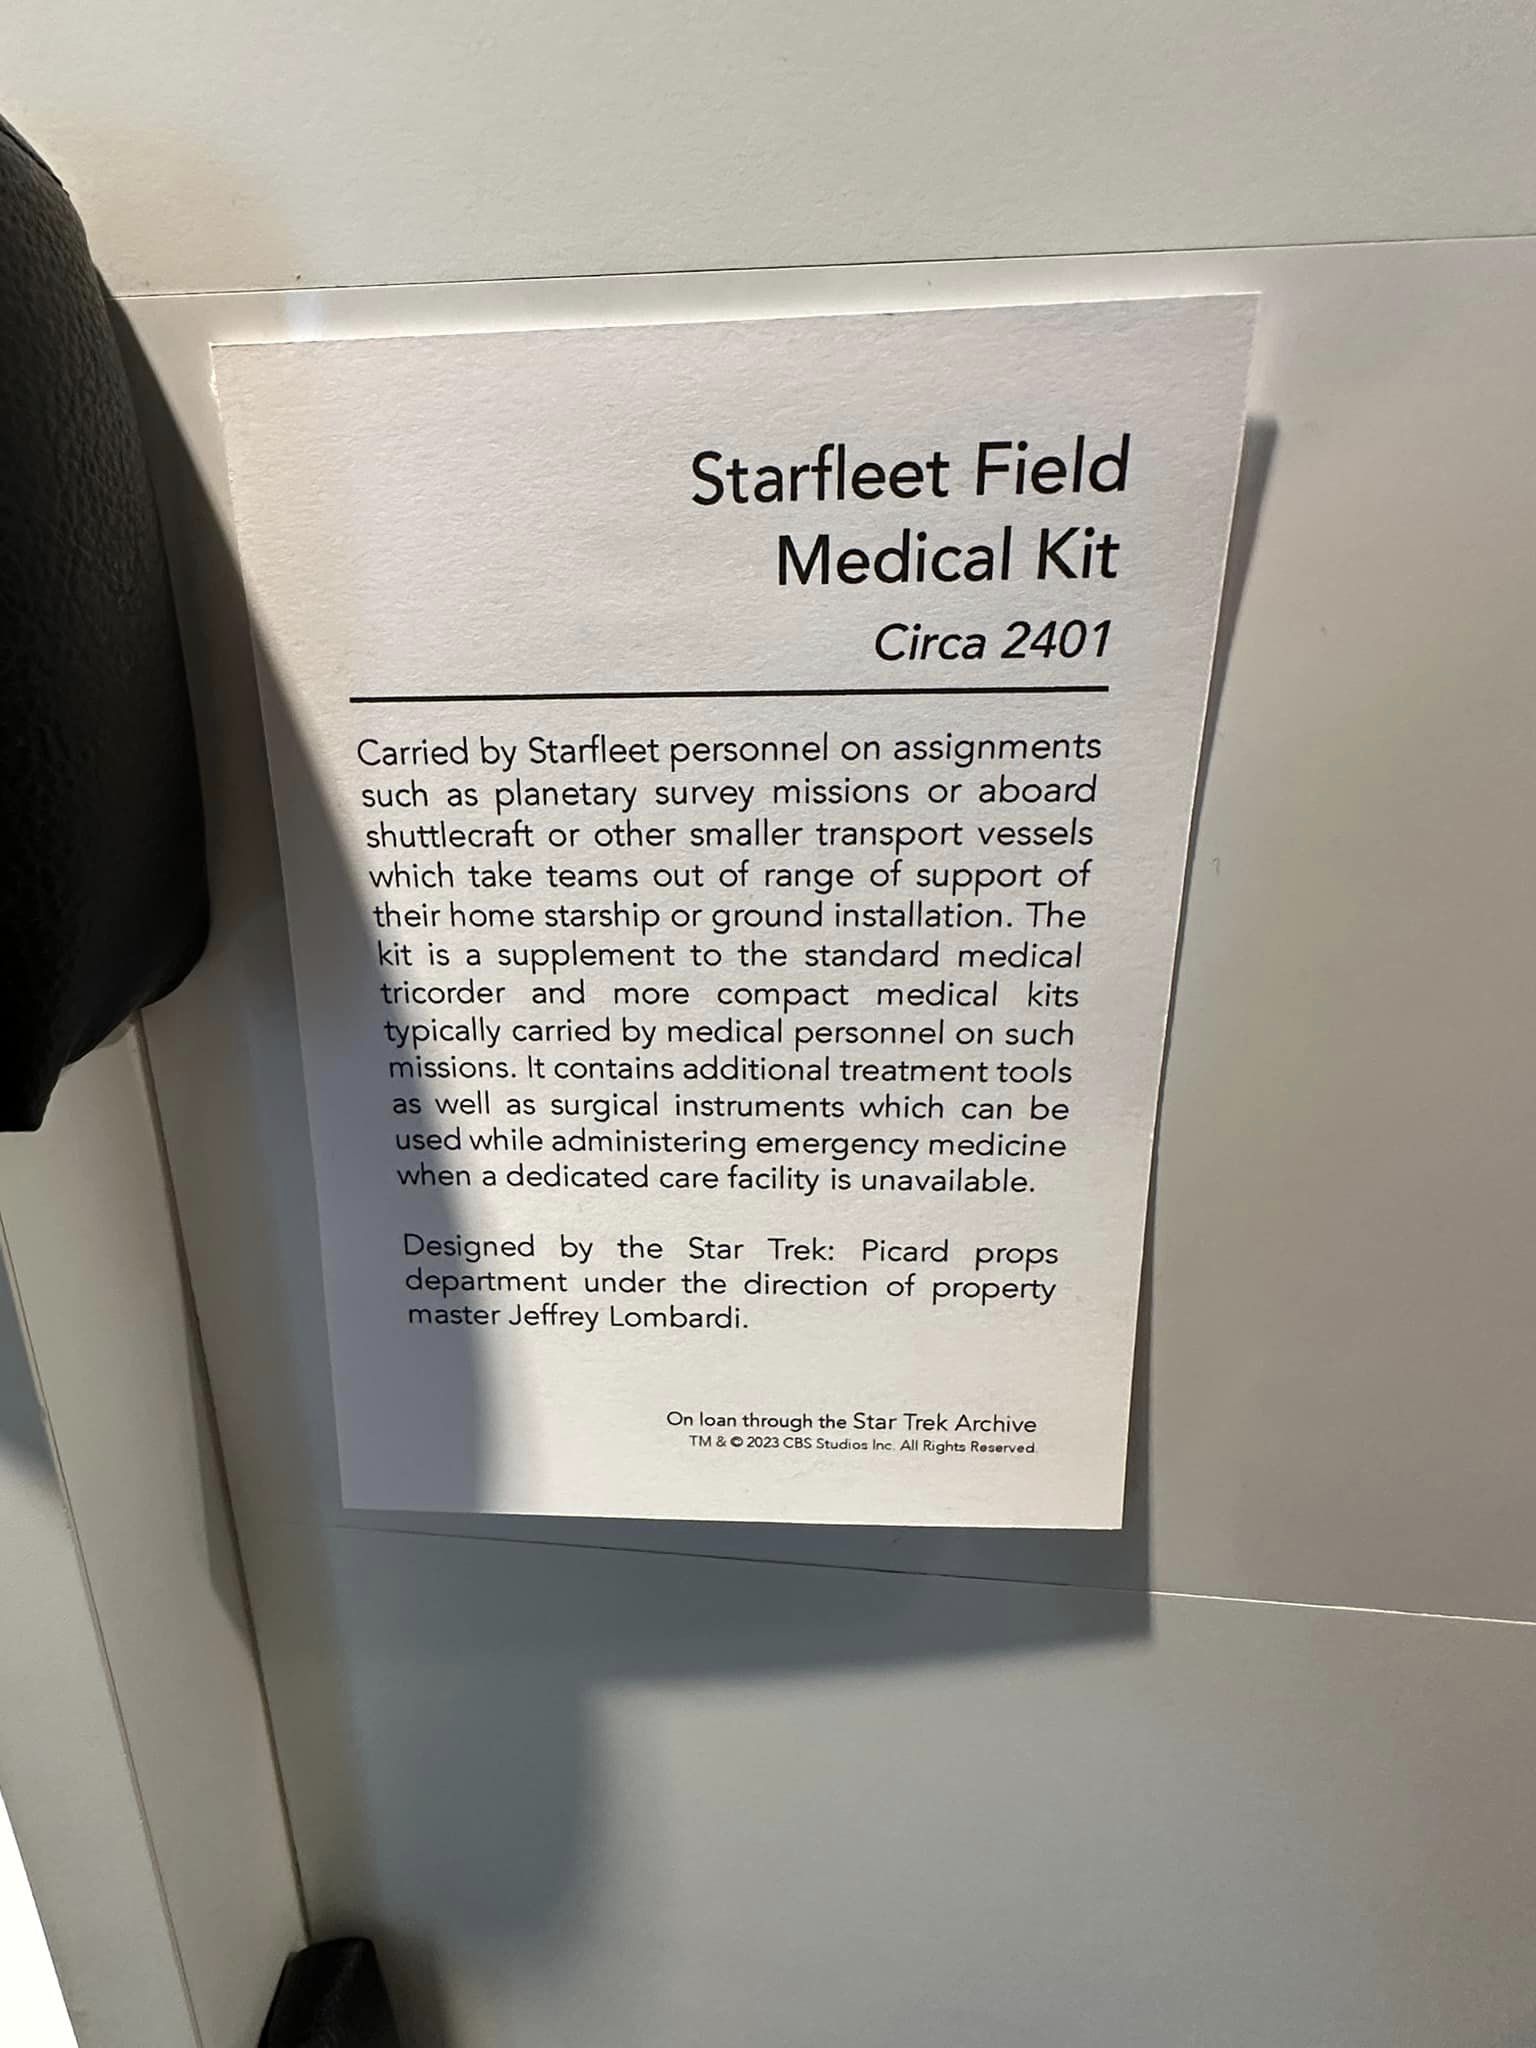 Starfleet Field
Medical Kit
Circa 2401
Carried by Starfleet personnel on assignments
such as planetary survey missions or aboard
shuttlecraft or other smaller transport vessels
which take teams out of range of support of
their home starship or ground installation. The
kit is a supplement to the standard medical
tricorder and more compact medical kits
typically carried by medical personnel on such
missions. It contains additional treatment tools
as well as surgical instruments which can be
used while administering emergency medicine
when a dedicated care facility is unavailable.
Designed by the Star Trek: Picard props
department under the direction of property
master Jeffrey Lombardi.
On loan through the Star Trek Archive
TM & © 2023 CBS Studios Inc. All Rights Reserved.